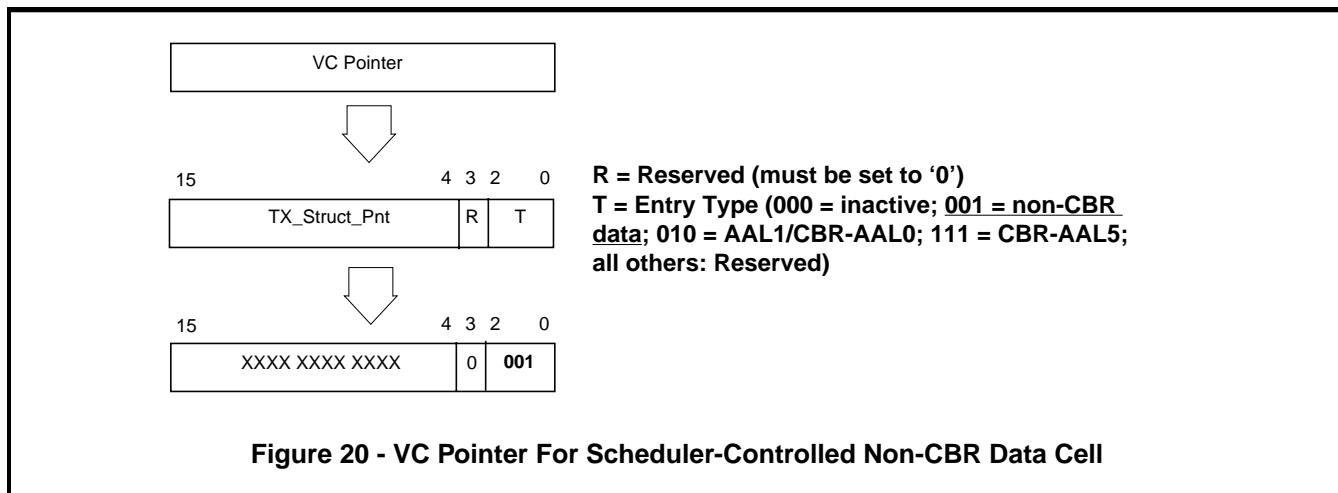 VC Pointer
15 4 3 2 0
TX_Struct_Pnt R T
R = Reserved (must be set to ‘0’)
T = Entry Type (000 = inactive; 001 = non-CBR
data; 010 = AAL1/CBR-AAL0; 111 = CBR-AAL5;
all others: Reserved)
15 4 3 2 0
XXXX XXXX XXXX 0 001
Figure 20 - VC Pointer For Scheduler-Controlled Non-CBR Data Cell